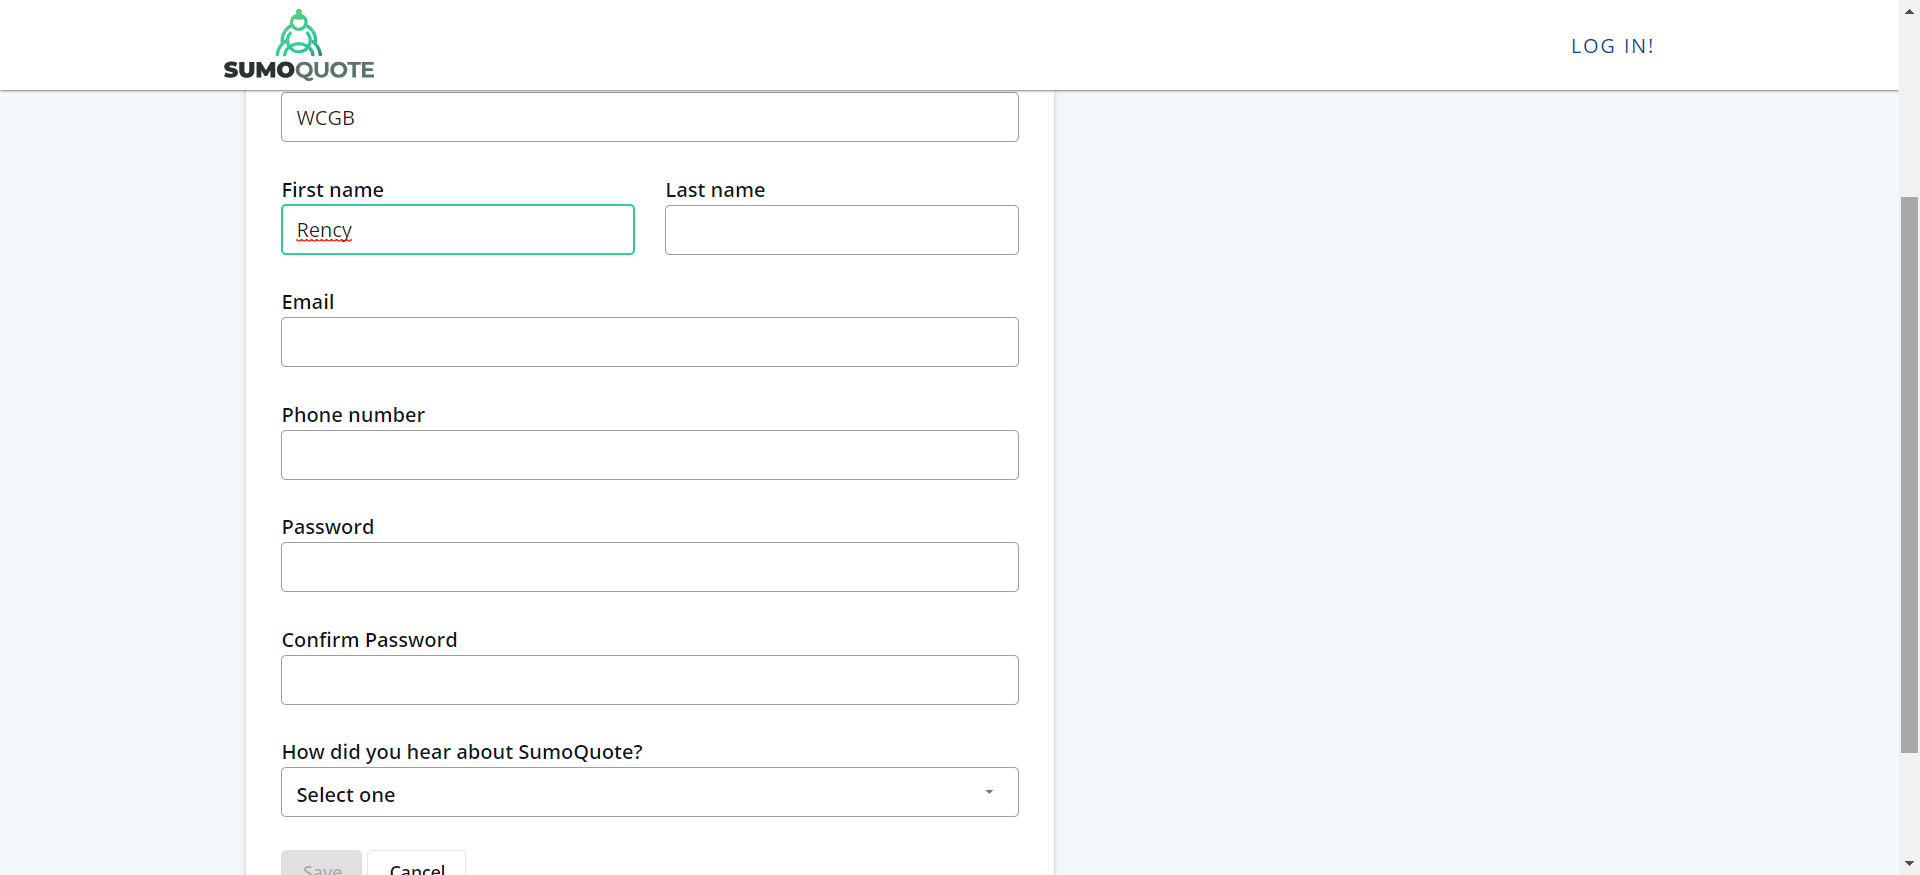 SUMOQUOTE
LOG IN!
WCGB
First name
Last name
Rency
Email
Phone number
Password
Confirm Password
How did you hear about SumoQuote?
Select one
Save
Cancel